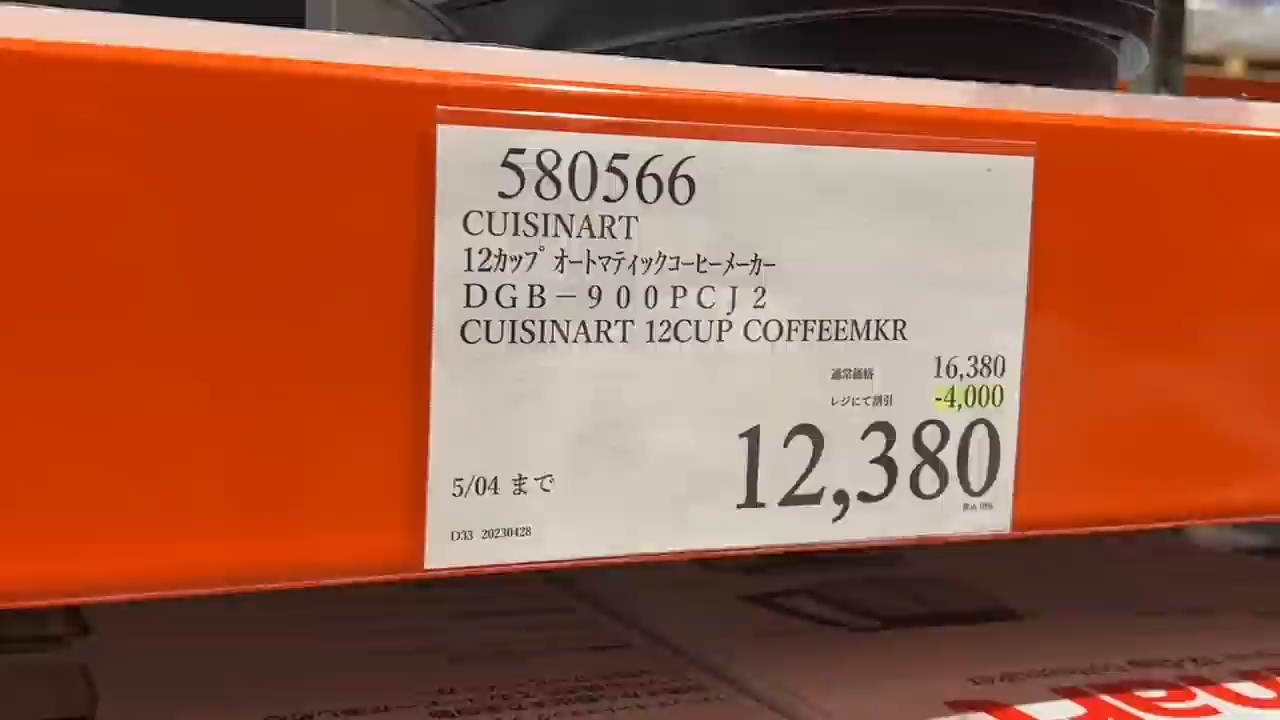 580566
CUISINART
12カップ オートマティックコーヒーメーカー
DGB－900PCJ2
CUISINART 12CUP COFFEEMKR
通常価格 16,380
レジにて割引 -4,000
12,380
5/04 まで
D33 20230428